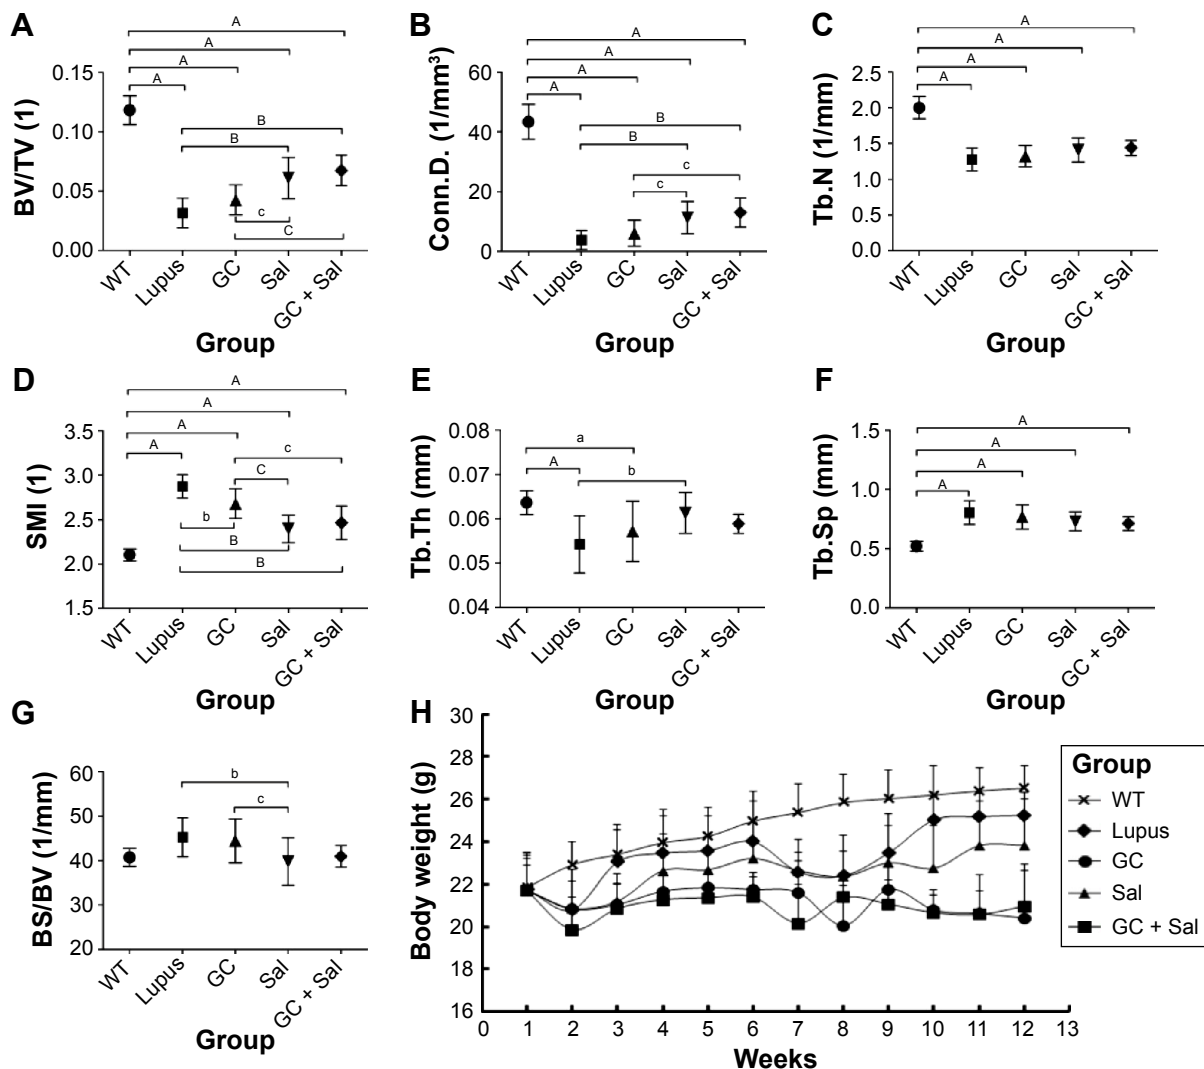 A
A
A
A
A
B
B
c
C
BV/TV (1)
0.15
0.10
0.05
0.00
WT
Lupus
GC
Sal
GC + Sal
Group
B
A
A
A
A
B
B
c
c
Conn.D. (1/mm³)
60
40
20
0
WT
Lupus
GC
Sal
GC + Sal
Group
C
A
A
A
A
Tb.N (1/mm)
2.5
2.0
1.5
1.0
0.5
0.0
WT
Lupus
GC
Sal
GC + Sal
Group
D
A
A
A
A
c
C
b
B
B
SMI (1)
3.5
3.0
2.5
2.0
1.5
WT
Lupus
GC
Sal
GC + Sal
Group
E
a
A
b
Tb.Th (mm)
0.08
0.07
0.06
0.05
0.04
WT
Lupus
GC
Sal
GC + Sal
Group
F
A
A
A
A
Tb.Sp (mm)
1.5
1.0
0.5
0.0
WT
Lupus
GC
Sal
GC + Sal
Group
G
b
c
BS/BV (1/mm)
60
50
40
30
20
WT
Lupus
GC
Sal
GC + Sal
Group
H
Body weight (g)
30
28
26
24
22
20
18
16
0 1 2 3 4 5 6 7 8 9 10 11 12 13
Weeks
Group
WT
Lupus
GC
Sal
GC + Sal